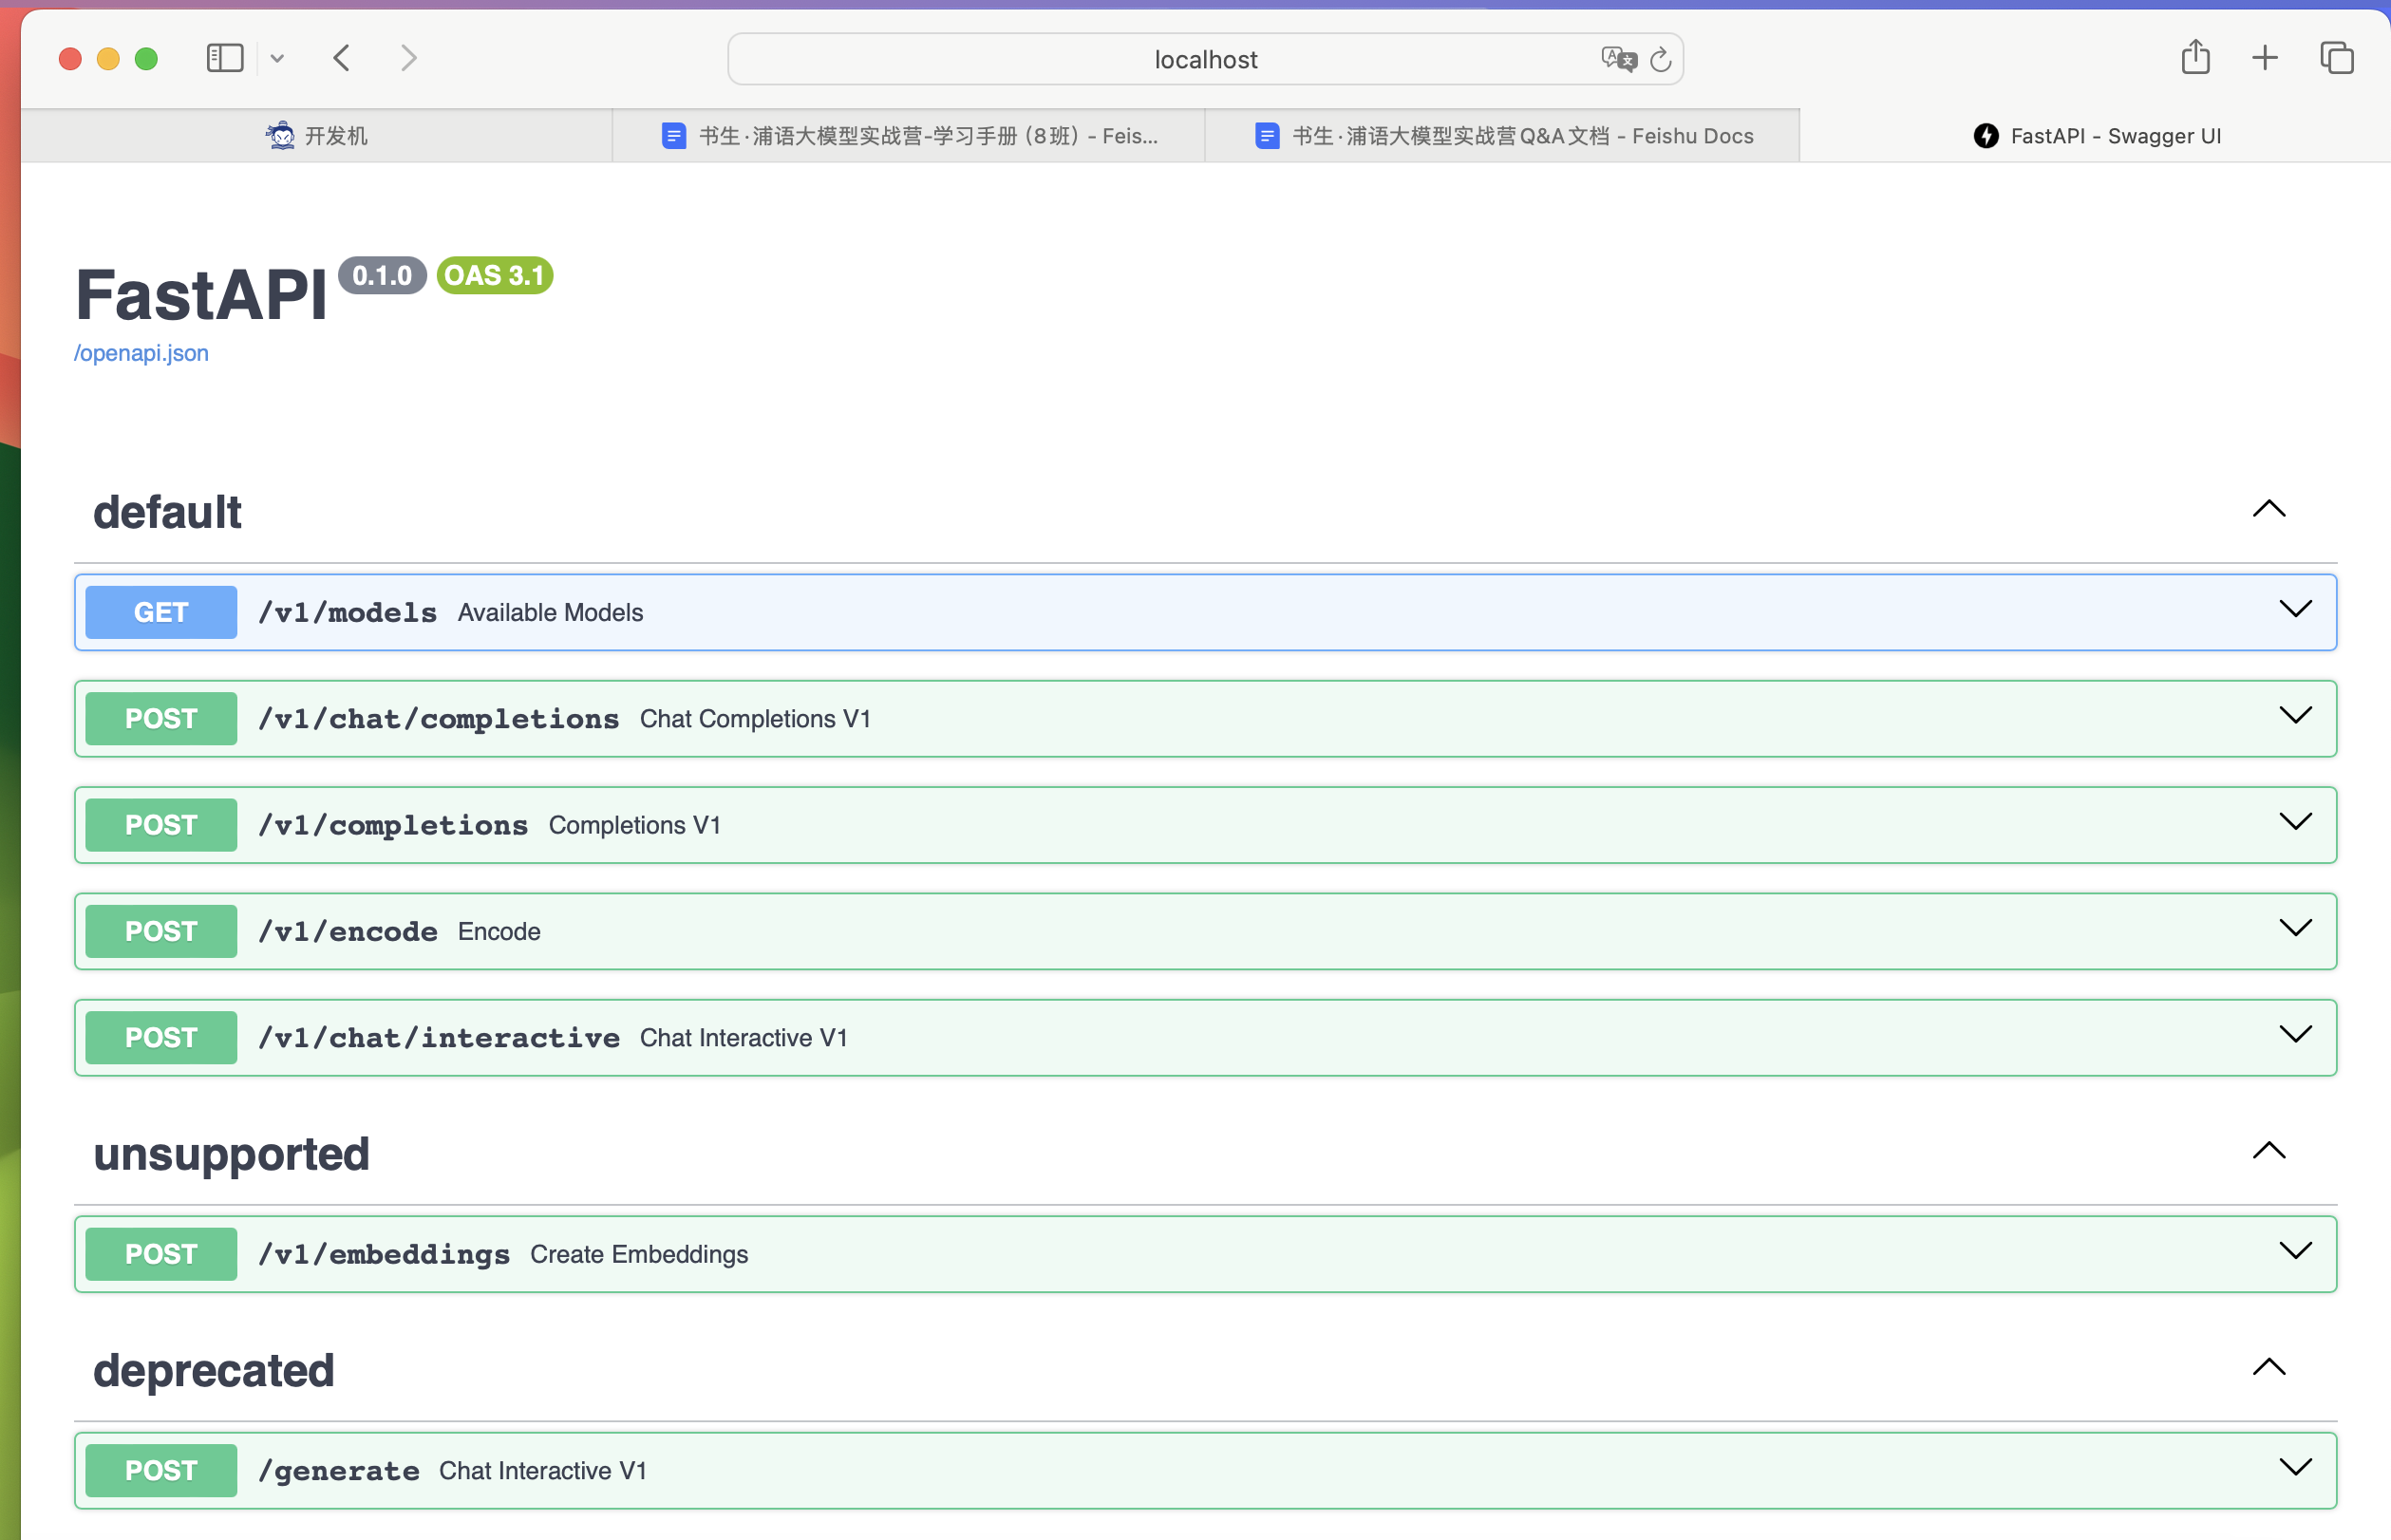 localhost
开发机
书生·浦语大模型实战营-学习手册（8班） - Feis...
书生·浦语大模型实战营Q&A文档 - Feishu Docs
FastAPI - Swagger UI
FastAPI 0.1.0 OAS 3.1
/openapi.json
default
GET /v1/models Available Models
POST /v1/chat/completions Chat Completions V1
POST /v1/completions Completions V1
POST /v1/encode Encode
POST /v1/chat/interactive Chat Interactive V1
unsupported
POST /v1/embeddings Create Embeddings
deprecated
POST /generate Chat Interactive V1